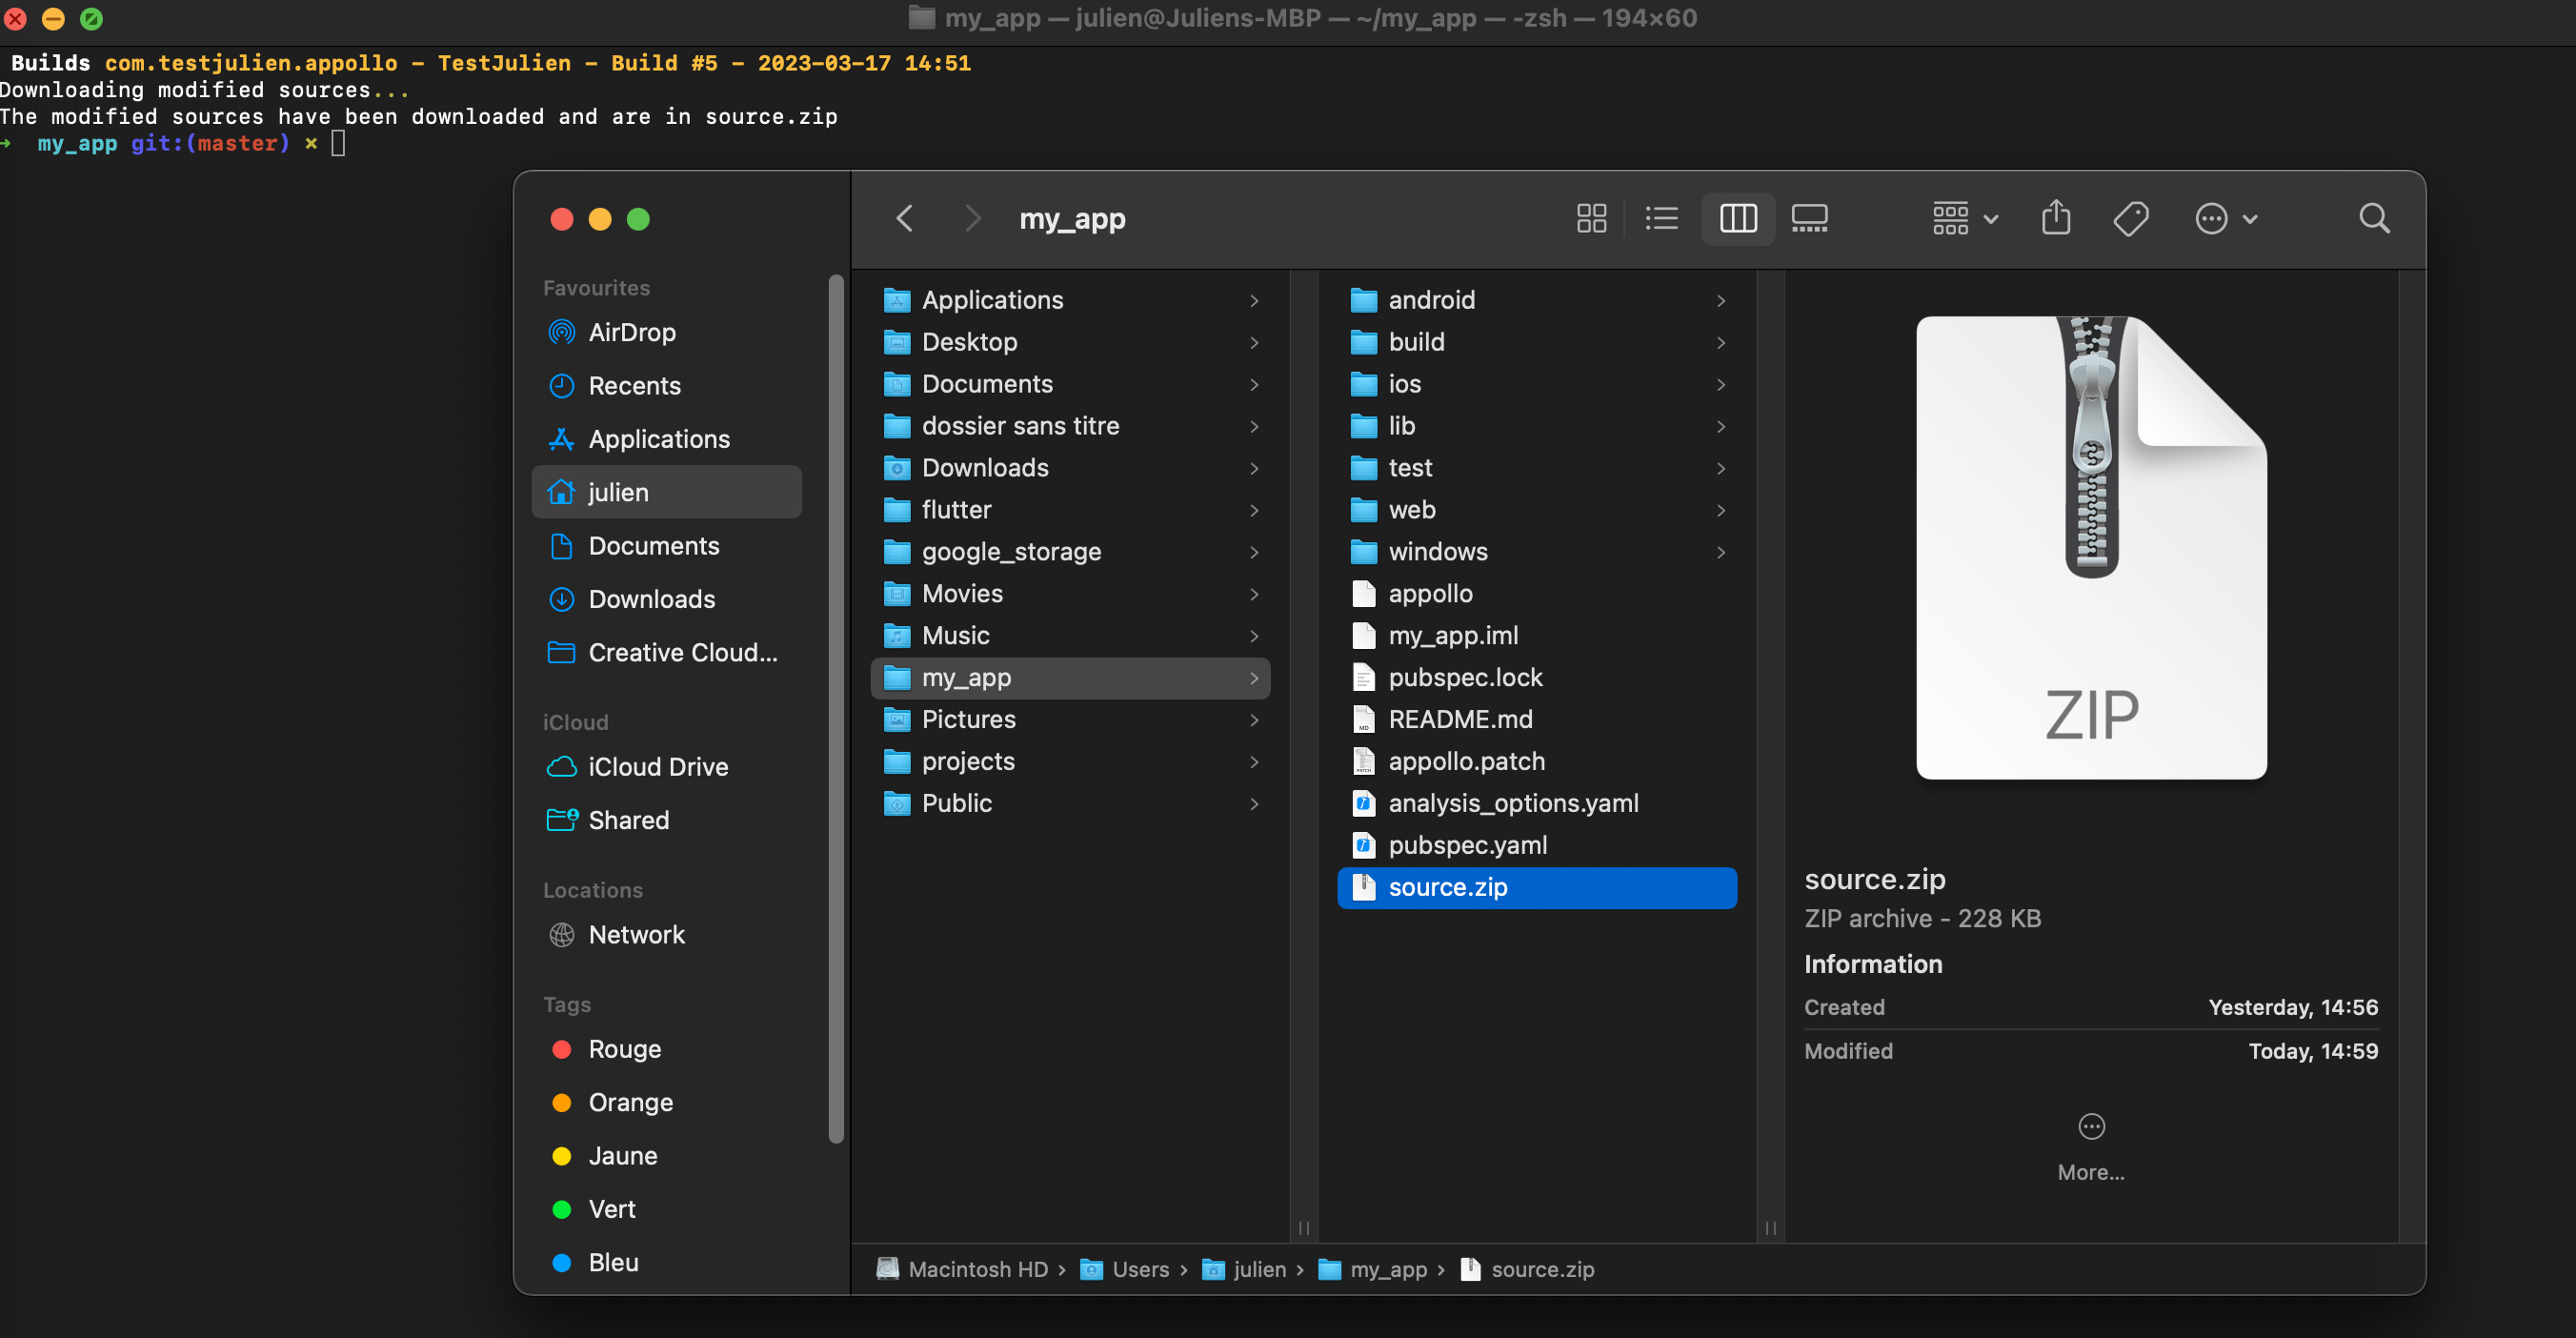 my_app — julien@Juliens-MBP — ~/my_app — -zsh — 194×60
Builds com.testjulien.appollo - TestJulien - Build #5 - 2023-03-17 14:51
Downloading modified sources...
The modified sources have been downloaded and are in source.zip
→ my_app git:(master) ×
my_app
Favourites
AirDrop
Recents
Applications
julien
Documents
Downloads
Creative Cloud...
iCloud
iCloud Drive
Shared
Locations
Network
Tags
Rouge
Orange
Jaune
Vert
Bleu
Applications
Desktop
Documents
dossier sans titre
Downloads
flutter
google_storage
Movies
Music
my_app
Pictures
projects
Public
android
build
ios
lib
test
web
windows
appollo
my_app.iml
pubspec.lock
README.md
appollo.patch
analysis_options.yaml
pubspec.yaml
source.zip
ZIP
source.zip
ZIP archive - 228 KB
Information
Created Yesterday, 14:56
Modified Today, 14:59
More...
Macintosh HD › Users › julien › my_app › source.zip